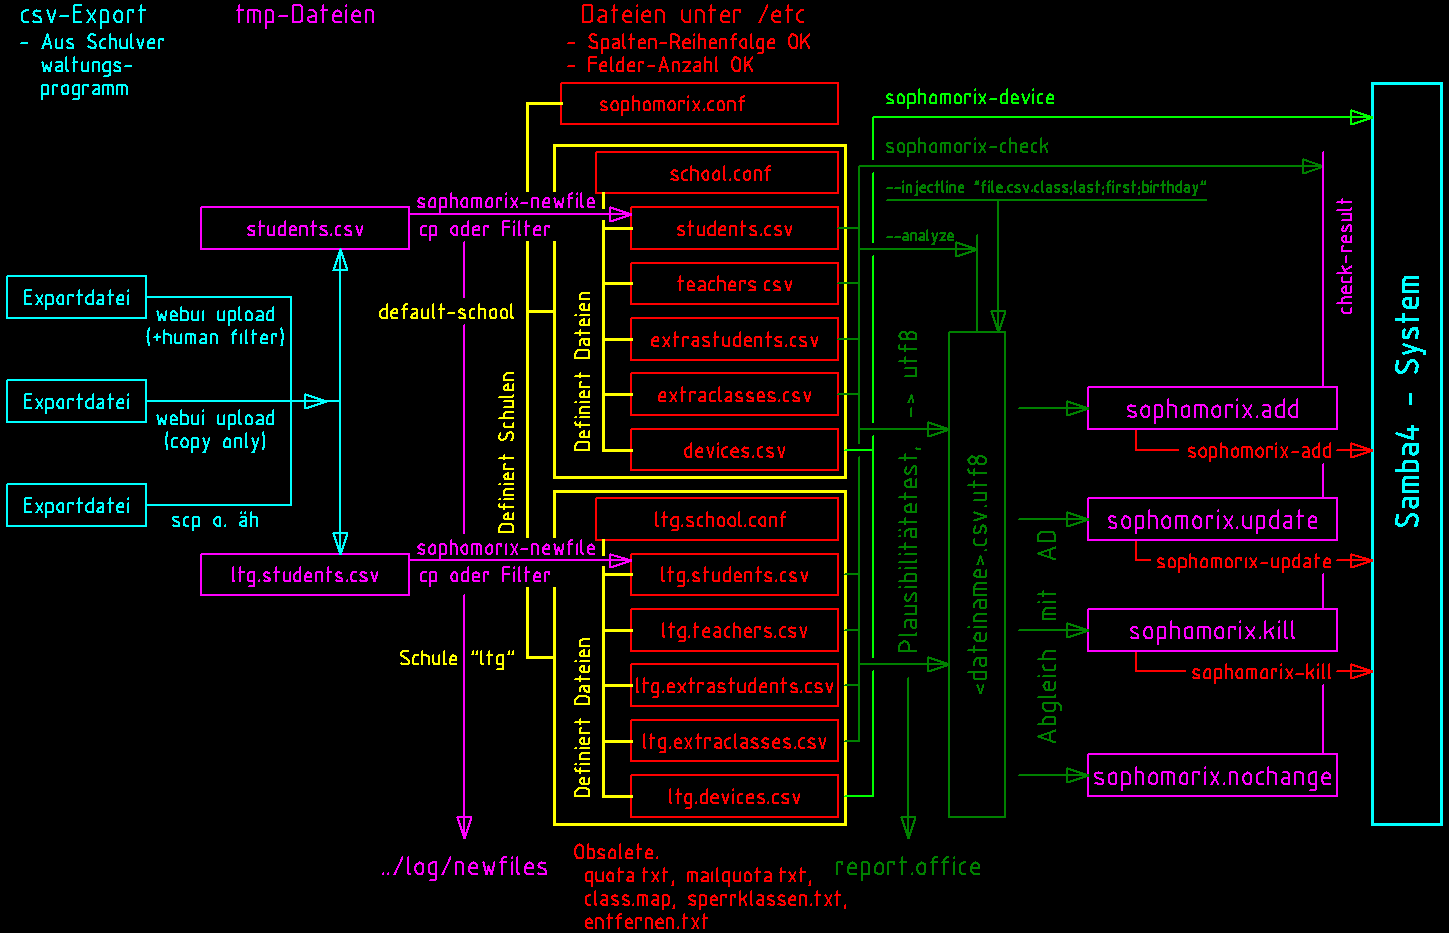 csv-Export
- Aus Schulver
waltungs-
programm
tmp-Dateien
Dateien unter /etc
- Spalten-Reihenfolge OK
- Felder-Anzahl OK
sophomorix.conf
school.conf
students.csv
teachers.csv
extrastudents.csv
extraclasses.csv
devices.csv
Definiert Dateien
default-school
Definiert Schulen
ltg.school.conf
ltg.students.csv
ltg.teachers.csv
ltg.extrastudents.csv
ltg.extraclasses.csv
ltg.devices.csv
Definiert Dateien
Schule "ltg"
students.csv
sophomorix-newfile
cp oder Filter
Exportdatei
webui upload
(+human filter)
Exportdatei
webui upload
(copy only)
Exportdatei
scp o. äh
ltg.students.csv
sophomorix-newfile
cp oder Filter
../log/newfiles
Obsolete.
quota.txt, mailquota.txt,
class.map, sperrklassen.txt,
entfernen.txt
sophomorix-device
sophomorix-check
--injectline "file.csv.class;last;first;birthday"
--analyze
Plausibilitätetest, -> utf8
<dateiname>.csv.utf8
report.office
Abgleich mit AD
check-result
sophomorix.add
sophomorix-add
sophomorix.update
sophomorix-update
sophomorix.kill
sophomorix-kill
sophomorix.nochange
Samba4 - System